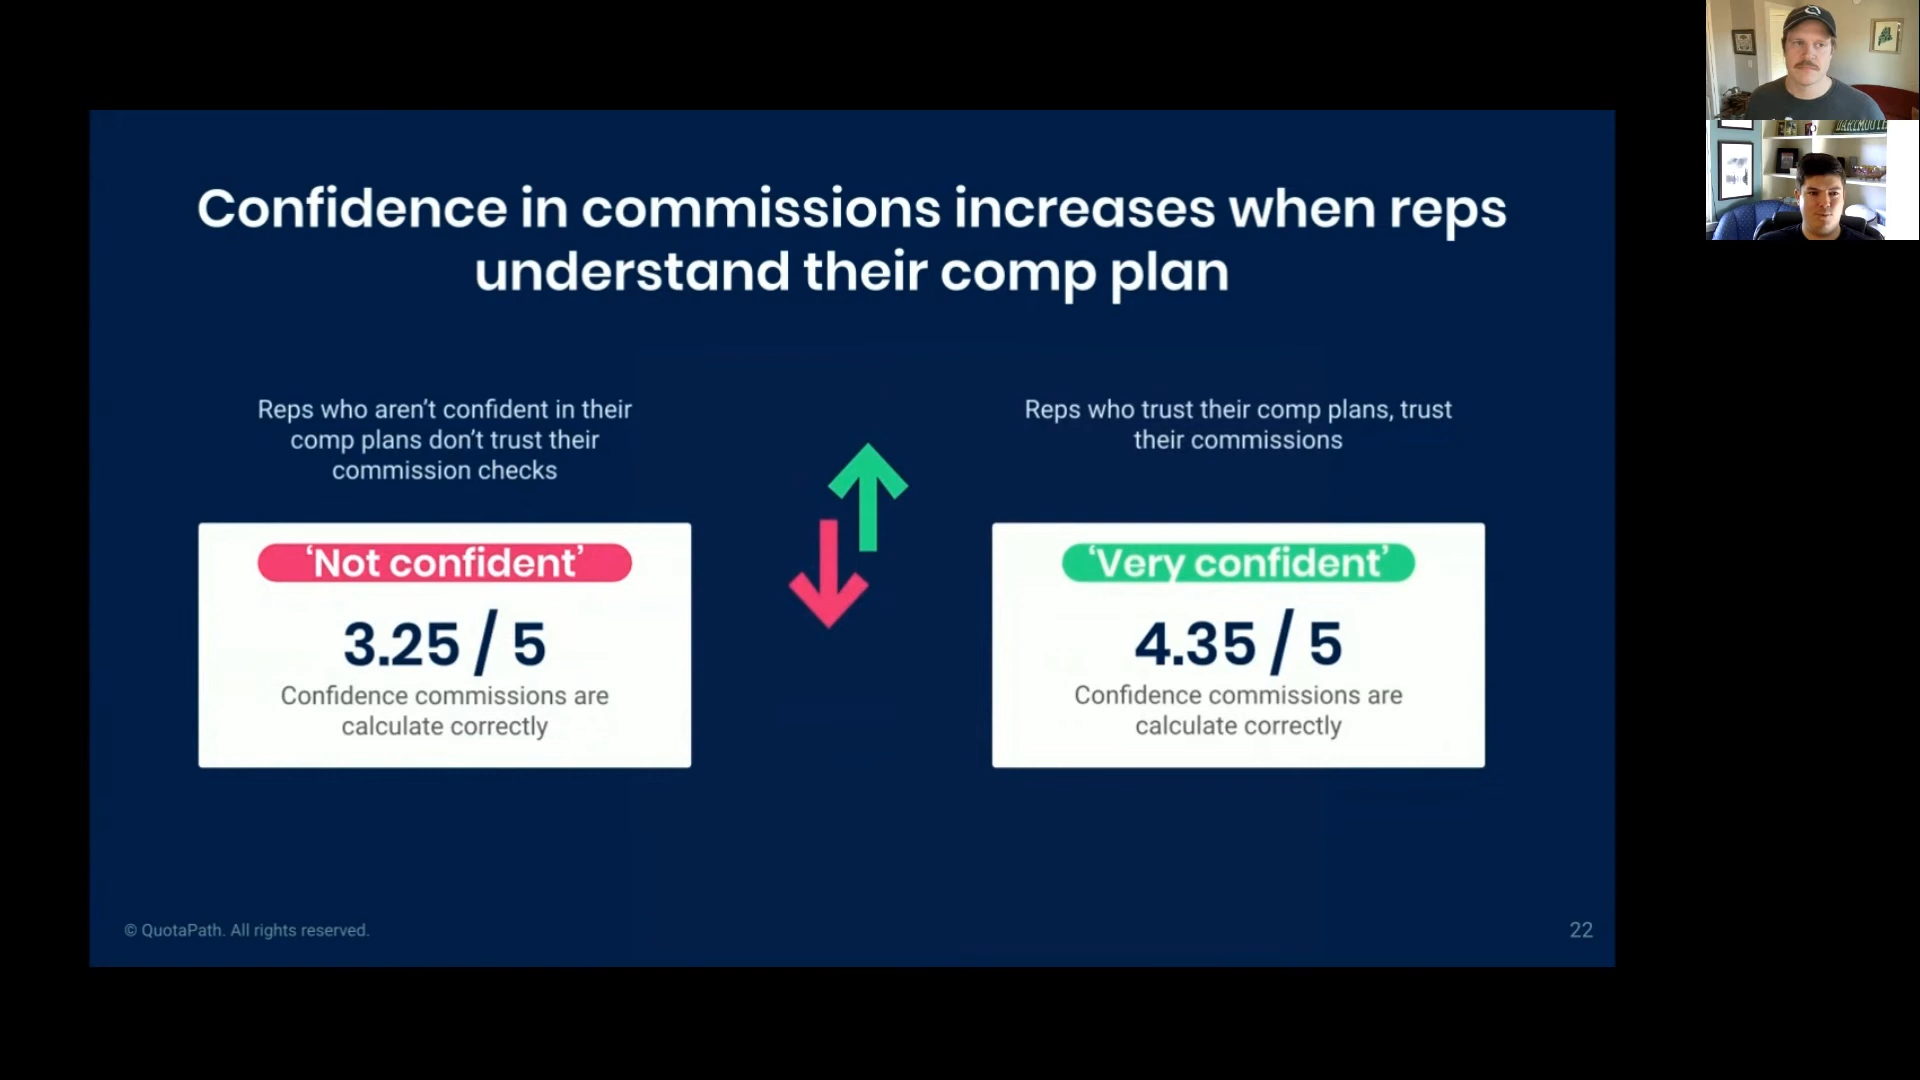 Confidence in commissions increases when reps
understand their comp plan
Reps who aren’t confident in their
comp plans don’t trust their
commission checks
‘Not confident’
3.25 / 5
Confidence commissions are
calculate correctly
Reps who trust their comp plans, trust
their commissions
‘Very confident’
4.35 / 5
Confidence commissions are
calculate correctly
© QuotaPath. All rights reserved.
22
DARTMOUTH